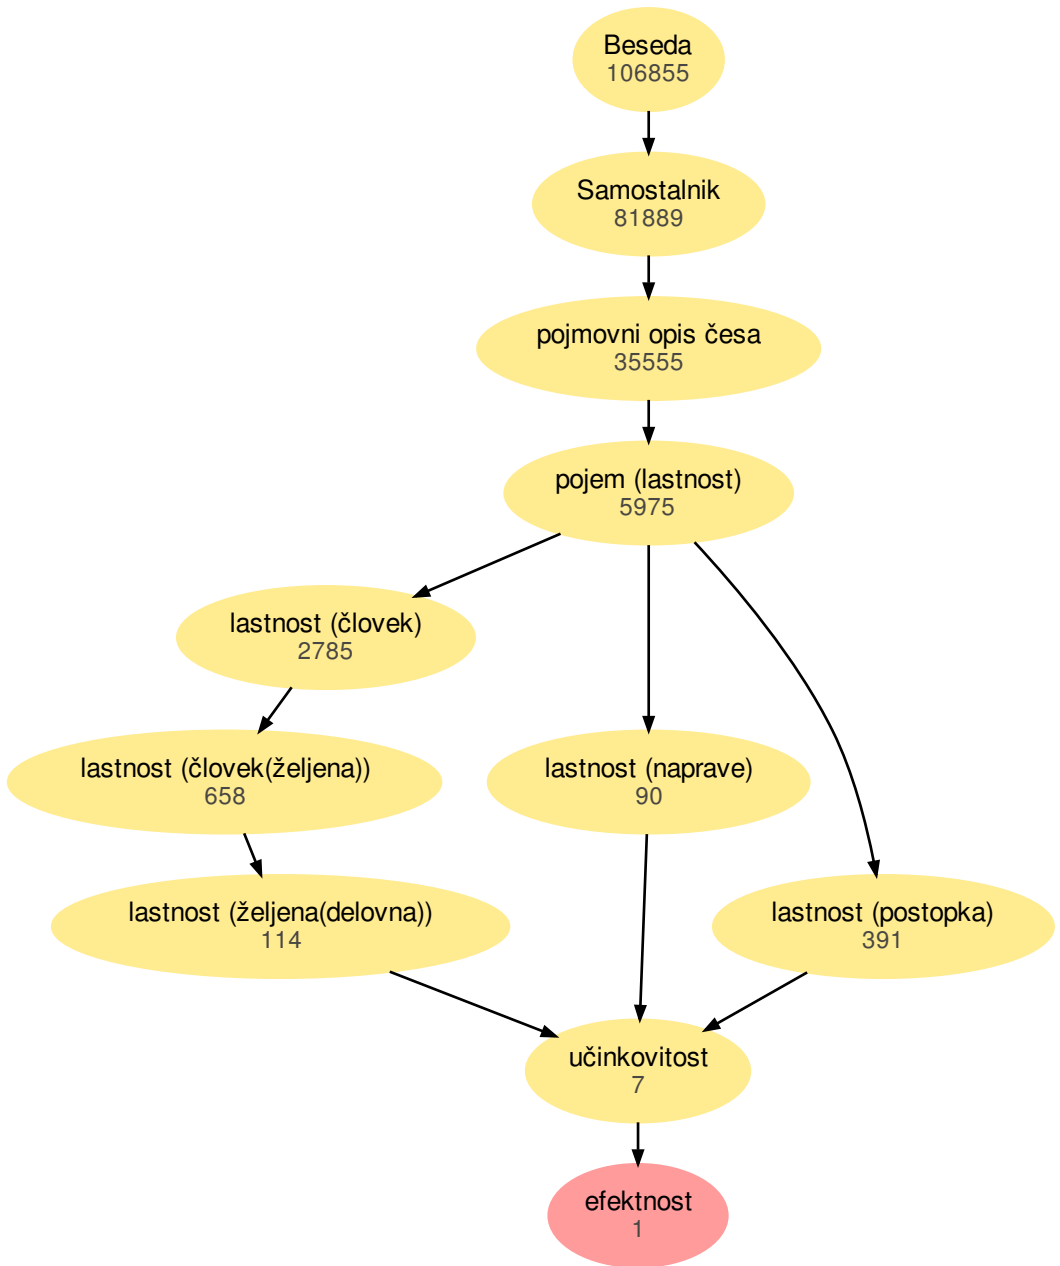 Beseda
106855
Samostalnik
81889
pojmovni opis česa
35555
pojem (lastnost)
5975
lastnost (človek)
2785
lastnost (človek(željena))
658
lastnost (naprave)
90
lastnost (željena(delovna))
114
lastnost (postopka)
391
učinkovitost
7
efektnost
1